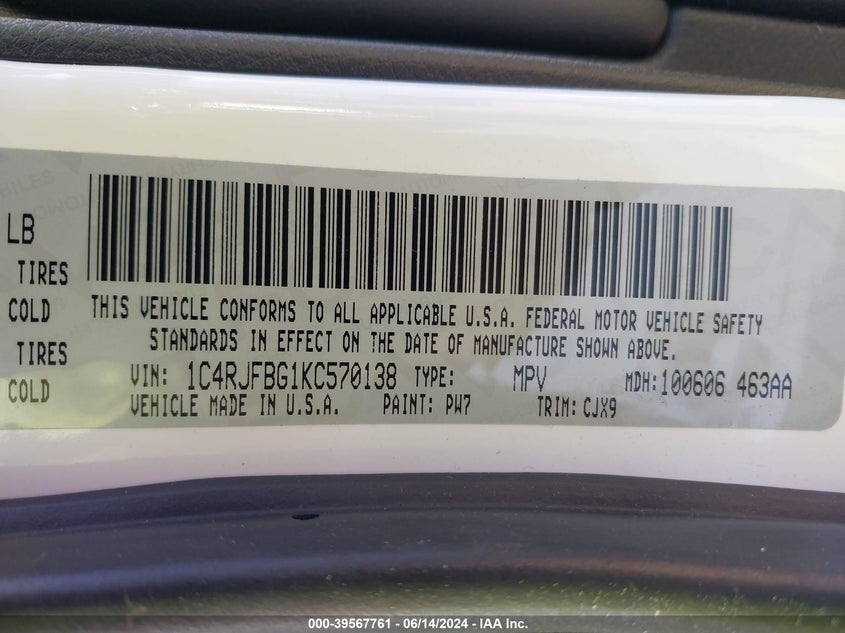 LB
TIRES
COLD
TIRES
COLD
THIS VEHICLE CONFORMS TO ALL APPLICABLE U.S.A. FEDERAL MOTOR VEHICLE SAFETY
STANDARDS IN EFFECT ON THE DATE OF MANUFACTURE SHOWN ABOVE.
VIN: 1C4RJFBG1KC570138 TYPE: MPV MDH:100606 463AA
VEHICLE MADE IN U.S.A. PAINT: PW7 TRIM: CJX9
000-39567761 - 06/14/2024 - IAA Inc.